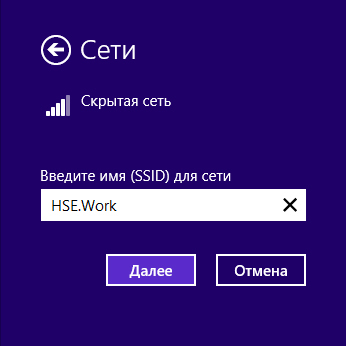 Сети
Скрытая сеть
Введите имя (SSID) для сети
HSE.Work
Далее
Отмена